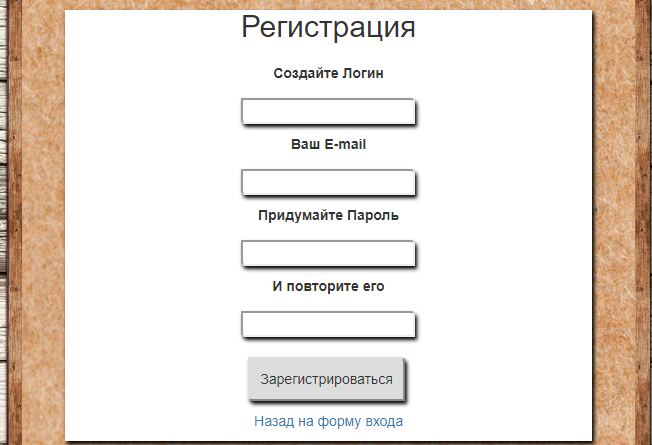 Регистрация
Создайте Логин
Ваш E-mail
Придумайте Пароль
И повторите его
Зарегистрироваться
Назад на форму входа